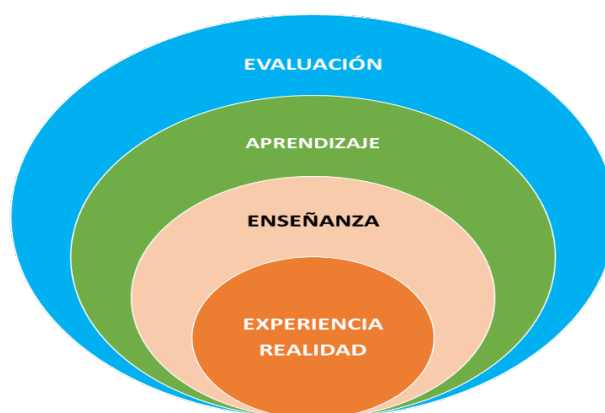 EVALUACIÓN
APRENDIZAJE
ENSEÑANZA
EXPERIENCIA
REALIDAD